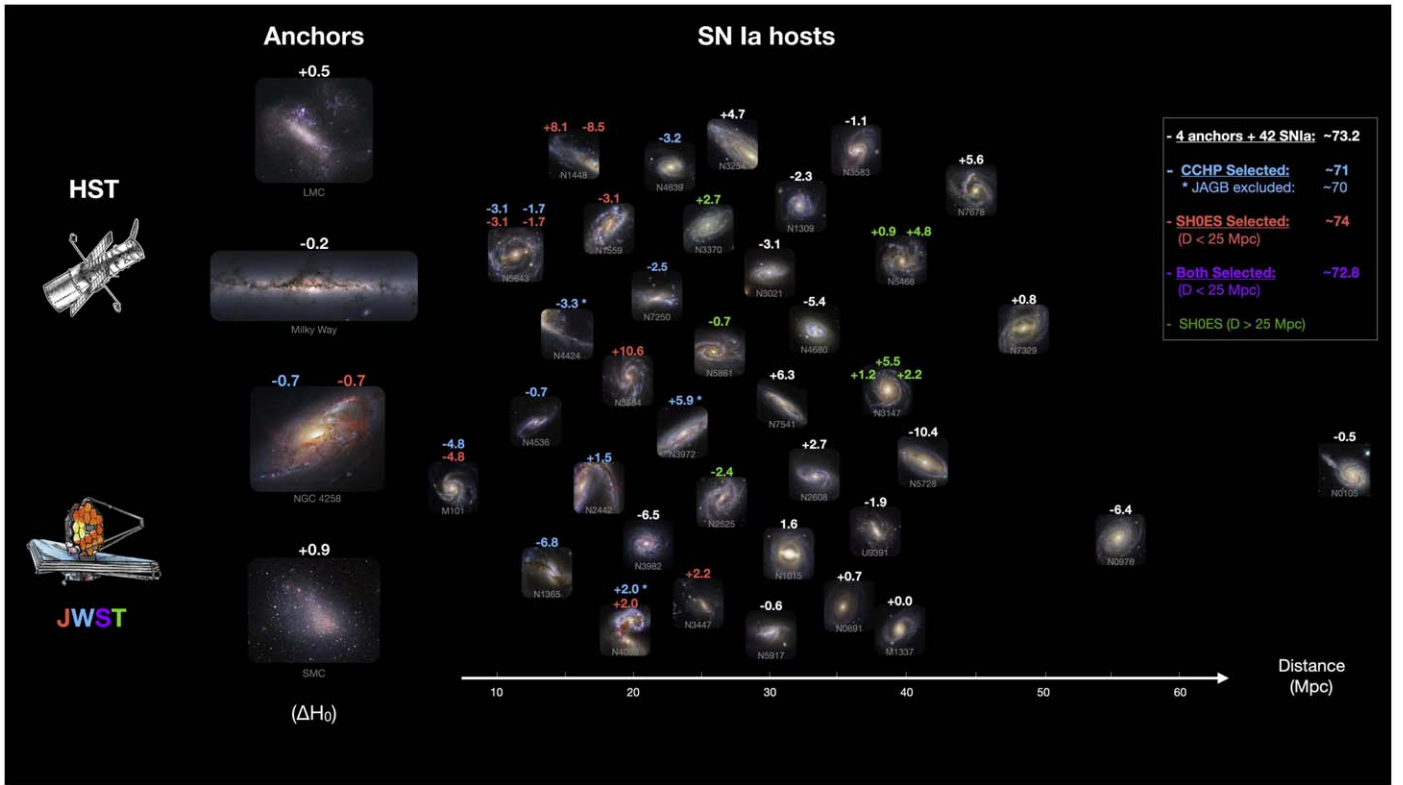 Anchors
SN Ia hosts
+0.5
LMC
HST
-0.2
Milky Way
-0.7 -0.7
NGC 4258
+0.9
SMC
JWST
(ΔH₀)
+8.1 -8.5
N1448
-3.2
N4639
+4.7
N3254
-1.1
N3583
+5.6
N7678
-2.3
N1309
-3.1 -1.7
-3.1 -1.7
N5643
-3.1
N1559
+2.7
N3370
-3.1
N3021
+0.9 +4.8
N5468
-2.5
N7250
-3.3 *
N4424
-0.7
N5861
-5.4
N4680
+0.8
N7329
+10.6
-0.7
N4536
+5.9 *
N3972
+6.3
N7541
+5.5
+1.2 +2.2
N3147
-4.8
-4.8
M101
+1.5
N2442
-2.4
N2525
+2.7
N2608
-10.4
N5728
-0.5
N0105
-6.8
N1365
-6.5
N3982
1.6
N1015
-1.9
U9391
-6.4
N0976
+2.0 *
+2.0
+2.2
N3447
-0.6
N5917
+0.7
N0691
+0.0
M1337
- 4 anchors + 42 SNIa: ~73.2
- CCHP Selected: ~71
* JAGB excluded: ~70
- SH0ES Selected: ~74
(D < 25 Mpc)
- Both Selected: ~72.8
(D < 25 Mpc)
- SH0ES (D > 25 Mpc)
10 20 30 40 50 60
Distance
(Mpc)